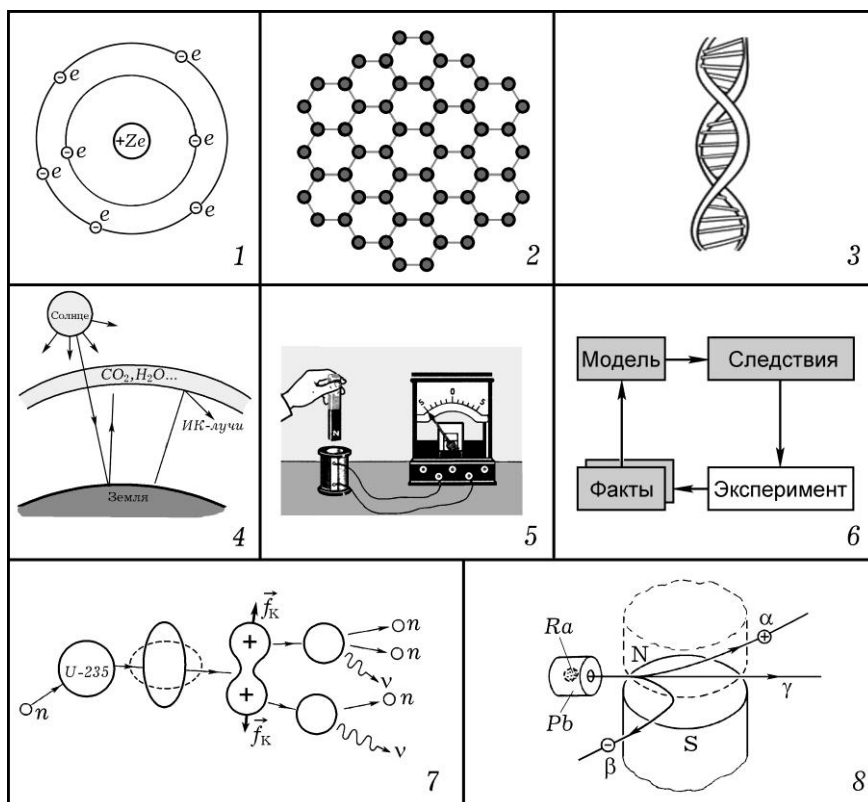 e
e
+Ze
e
e
e
e
e
1
2
3
Солнце
CO₂,H₂O...
ИК-лучи
Земля
4
5 0 5
N
5
Модель
Следствия
Факты
Эксперимент
6
n
U-235
f⃗к
+
+
f⃗к
n
n
ν
n
ν
7
Ra
Pb
N
α
+
γ
S
β
8